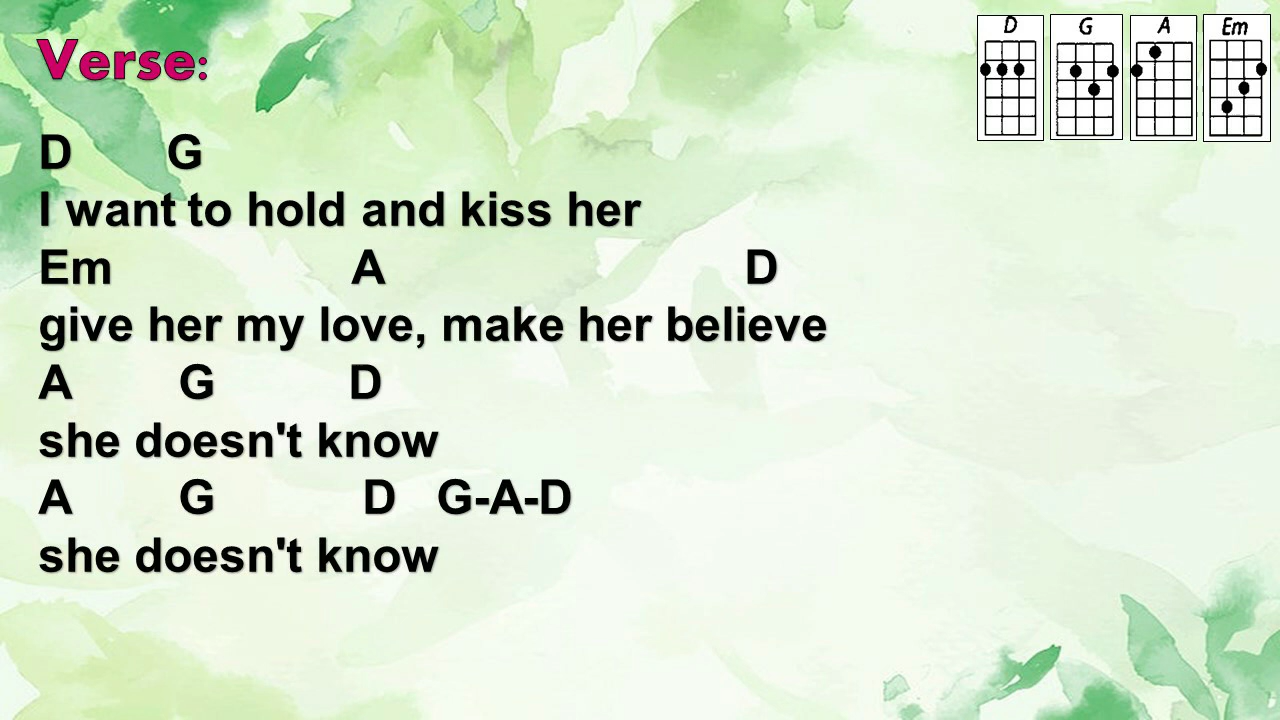 Verse:
D G A Em
D G
I want to hold and kiss her
Em A D
give her my love, make her believe
A G D
she doesn't know
A G D G-A-D
she doesn't know